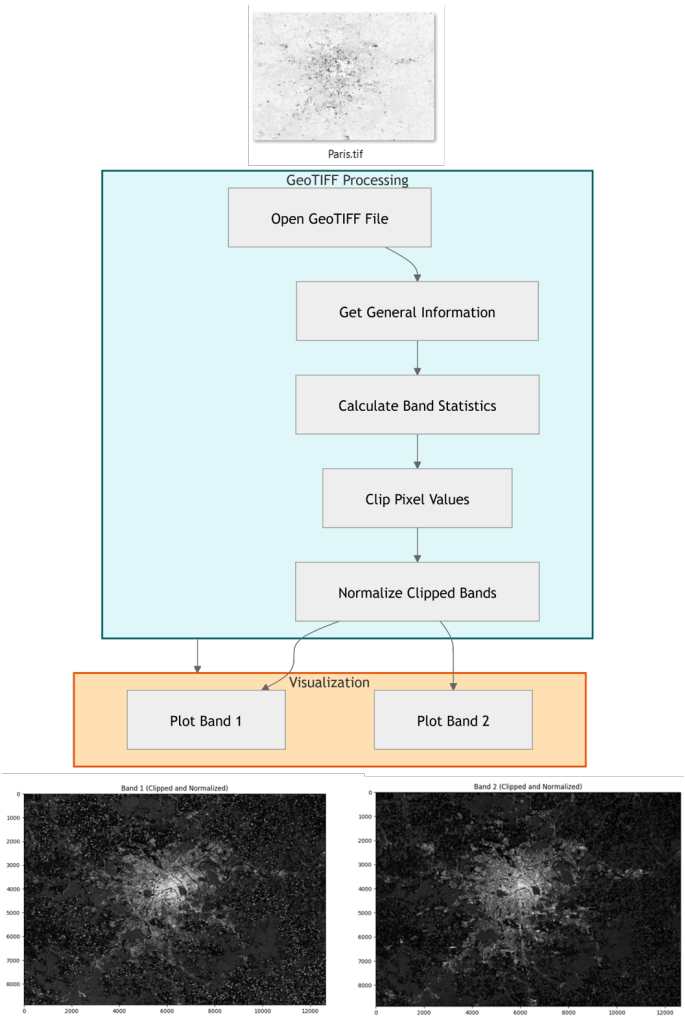 Paris.tif
GeoTIFF Processing
Open GeoTIFF File
Get General Information
Calculate Band Statistics
Clip Pixel Values
Normalize Clipped Bands
Visualization
Plot Band 1
Plot Band 2
Band 1 (Clipped and Normalized)
0
1000
2000
3000
4000
5000
6000
7000
8000
0 2000 4000 6000 8000 10000 12000
Band 2 (Clipped and Normalized)
0
1000
2000
3000
4000
5000
6000
7000
8000
0 2000 4000 6000 8000 10000 12000